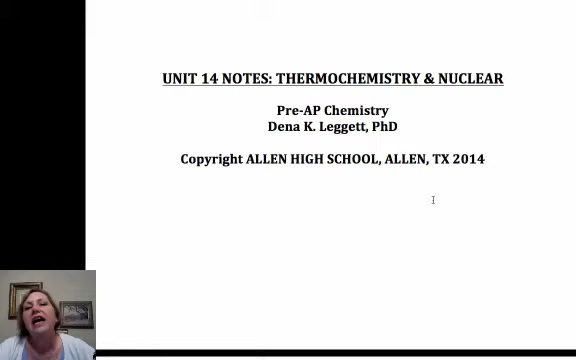 UNIT 14 NOTES: THERMOCHEMISTRY & NUCLEAR
Pre-AP Chemistry
Dena K. Leggett, PhD
Copyright ALLEN HIGH SCHOOL, ALLEN, TX 2014